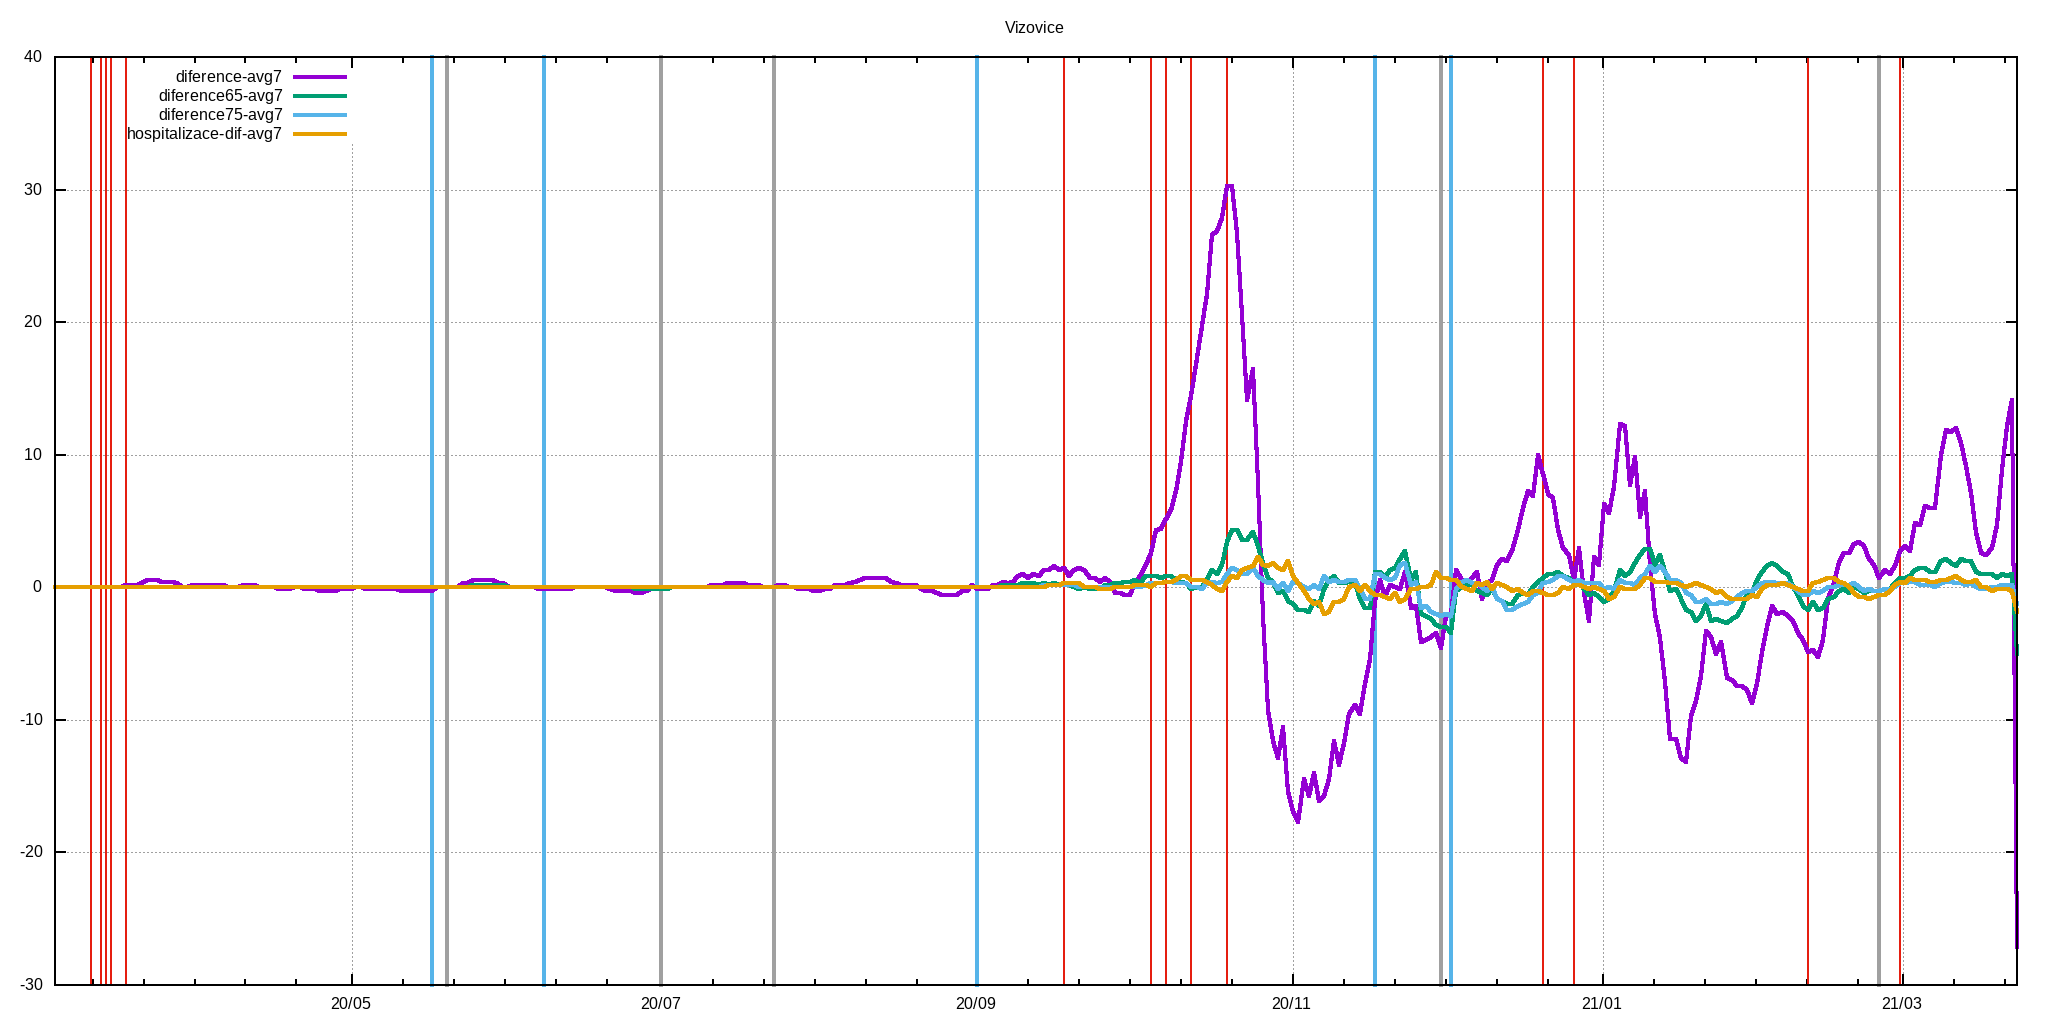 Vizovice
40
30
20
10
0
-10
-20
-30
diference-avg7
diference65-avg7
diference75-avg7
hospitalizace-dif-avg7
20/05 20/07 20/09 20/11 21/01 21/03